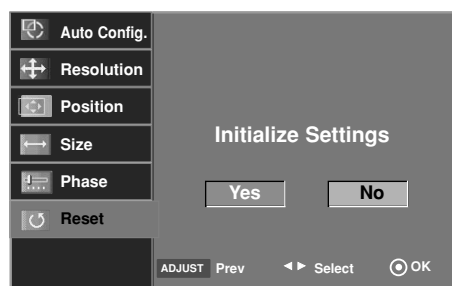 Auto Config.
Resolution
Position
Size
Phase
Reset
Initialize Settings
Yes No
ADJUST Prev ◄► Select OK